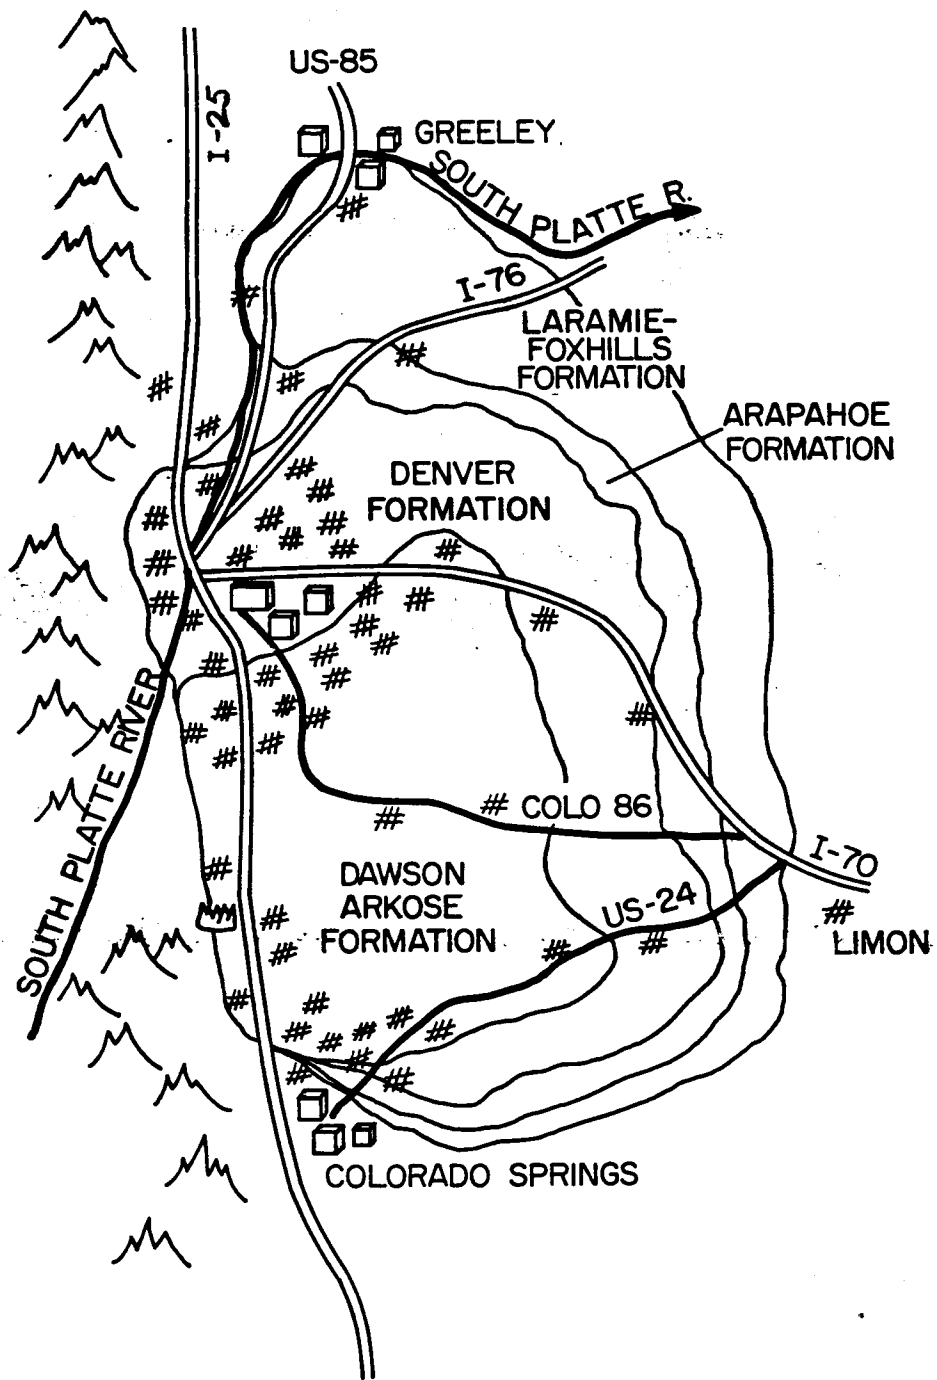 US-85
I-25
GREELEY
SOUTH PLATTE R.
I-76
LARAMIE-
FOXHILLS
FORMATION
ARAPAHOE
FORMATION
DENVER
FORMATION
SOUTH PLATTE RIVER
COLO 86
I-70
DAWSON
ARKOSE
FORMATION
US-24
LIMON
COLORADO SPRINGS